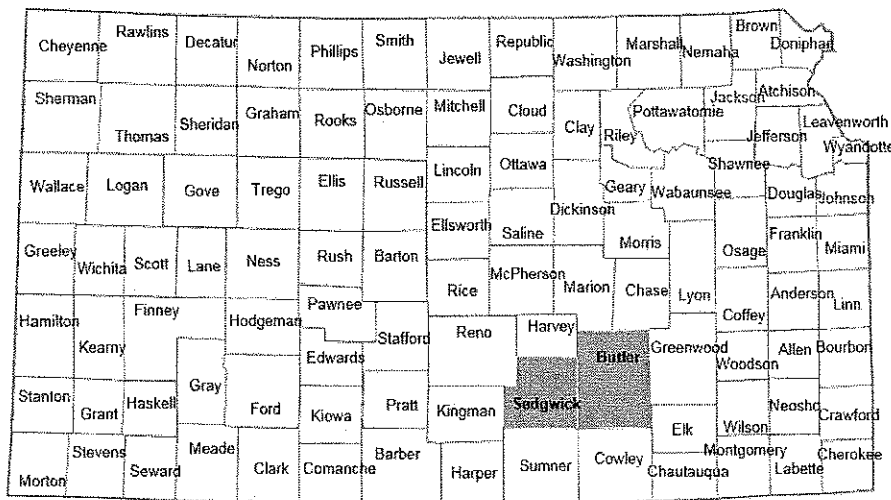 Cheyenne
Rawlins
Decatur
Norton
Phillips
Smith
Jewell
Republic
Washington
Marshall
Nemaha
Brown
Doniphan
Sherman
Thomas
Sheridan
Graham
Rooks
Osborne
Mitchell
Cloud
Clay
Riley
Pottawatomie
Jackson
Atchison
Jefferson
Leavenworth
Wyandotte
Wallace
Logan
Gove
Trego
Ellis
Russell
Lincoln
Ottawa
Dickinson
Geary
Wabaunsee
Shawnee
Douglas
Johnson
Greeley
Wichita
Scott
Lane
Ness
Rush
Barton
Ellsworth
Saline
Morris
Osage
Franklin
Miami
Hamilton
Kearny
Finney
Hodgeman
Pawnee
Stafford
Rice
McPherson
Marion
Chase
Lyon
Coffey
Anderson
Linn
Edwards
Reno
Harvey
Butler
Greenwood
Woodson
Allen
Bourbon
Stanton
Grant
Haskell
Gray
Ford
Kiowa
Pratt
Kingman
Sedgwick
Elk
Wilson
Neosho
Crawford
Morton
Stevens
Seward
Meade
Clark
Comanche
Barber
Harper
Sumner
Cowley
Chautauqua
Montgomery
Labette
Cherokee